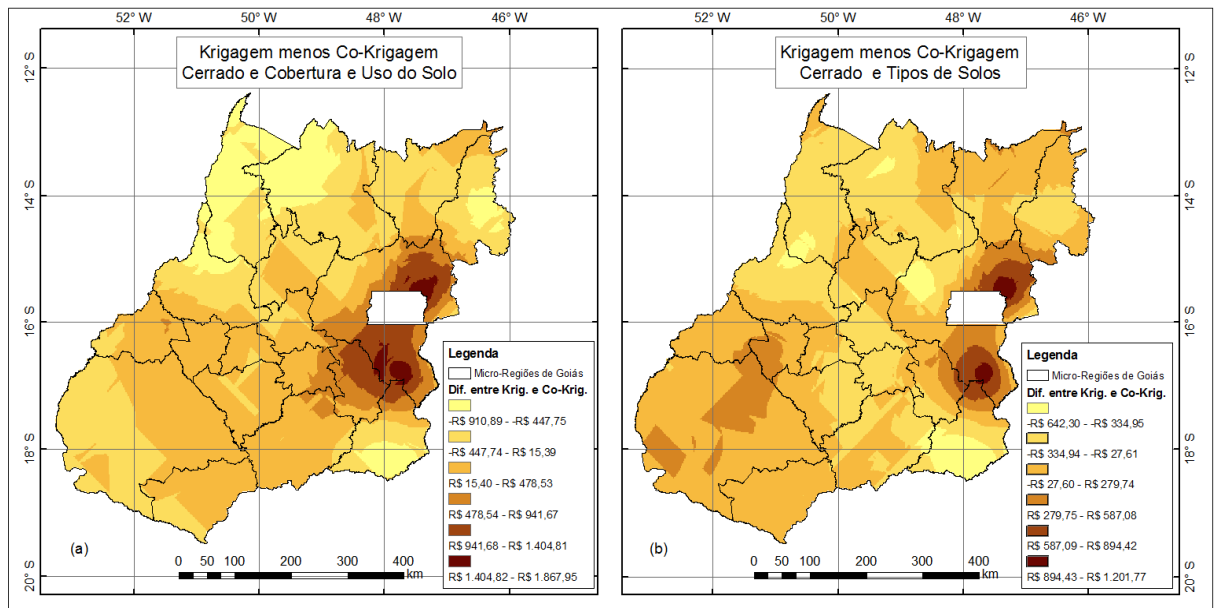 52° W 50° W 48° W 46° W
Krigagem menos Co-Krigagem
Cerrado e Cobertura e Uso do Solo
12° S
14° S
16° S
18° S
20° S
Legenda
Micro-Regiões de Goiás
Dif. entre Krig. e Co-Krig.
-R$ 910,89 - -R$ 447,75
-R$ 447,74 - R$ 15,39
R$ 15,40 - R$ 478,53
R$ 478,54 - R$ 941,67
R$ 941,68 - R$ 1.404,81
R$ 1.404,82 - R$ 1.867,95
(a)
0 50 100 200 300 400
km
52° W 50° W 48° W 46° W
Krigagem menos Co-Krigagem
Cerrado e Tipos de Solos
12° S
14° S
16° S
18° S
20° S
Legenda
Micro-Regiões de Goiás
Dif. entre Krig. e Co-Krig.
-R$ 642,30 - -R$ 334,95
-R$ 334,94 - -R$ 27,61
-R$ 27,60 - R$ 279,74
R$ 279,75 - R$ 587,08
R$ 587,09 - R$ 894,42
R$ 894,43 - R$ 1.201,77
(b)
0 50 100 200 300 400
km